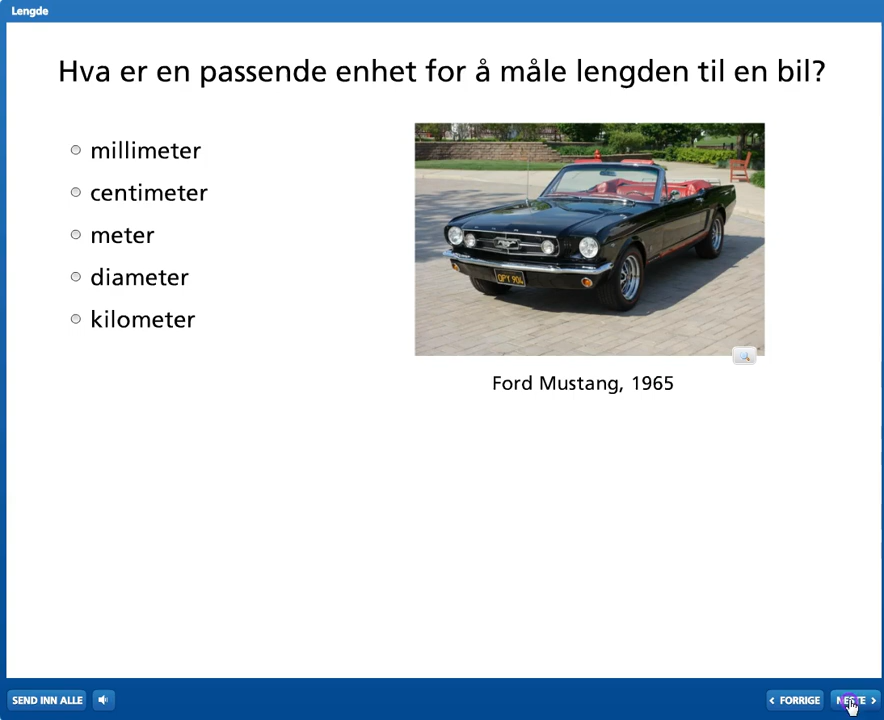 Lengde
Hva er en passende enhet for å måle lengden til en bil?
millimeter
centimeter
meter
diameter
kilometer
Ford Mustang, 1965
SEND INN ALLE
FORRIGE
NESTE